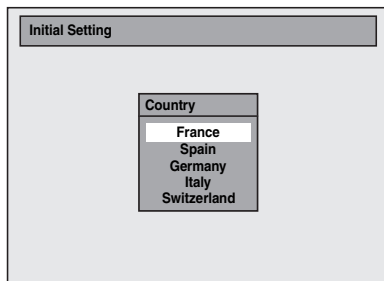 Initial Setting
Country
France
Spain
Germany
Italy
Switzerland